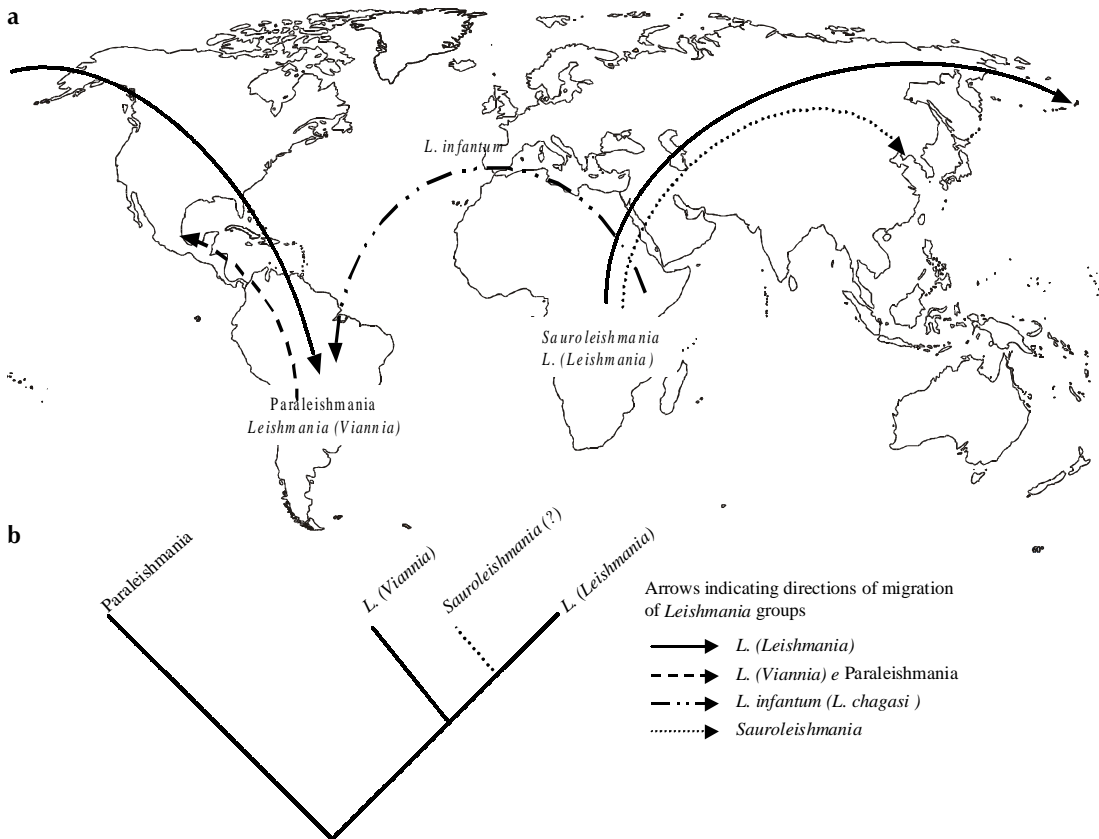 a
L. infantum
Sauroleishmania
L. (Leishmania)
Paraleishmania
Leishmania (Viannia)
b
60°
Paraleishmania
L. (Viannia)
Sauroleishmania (?)
L. (Leishmania)
Arrows indicating directions of migration
of Leishmania groups
L. (Leishmania)
L. (Viannia) e Paraleishmania
L. infantum (L. chagasi )
Sauroleishmania